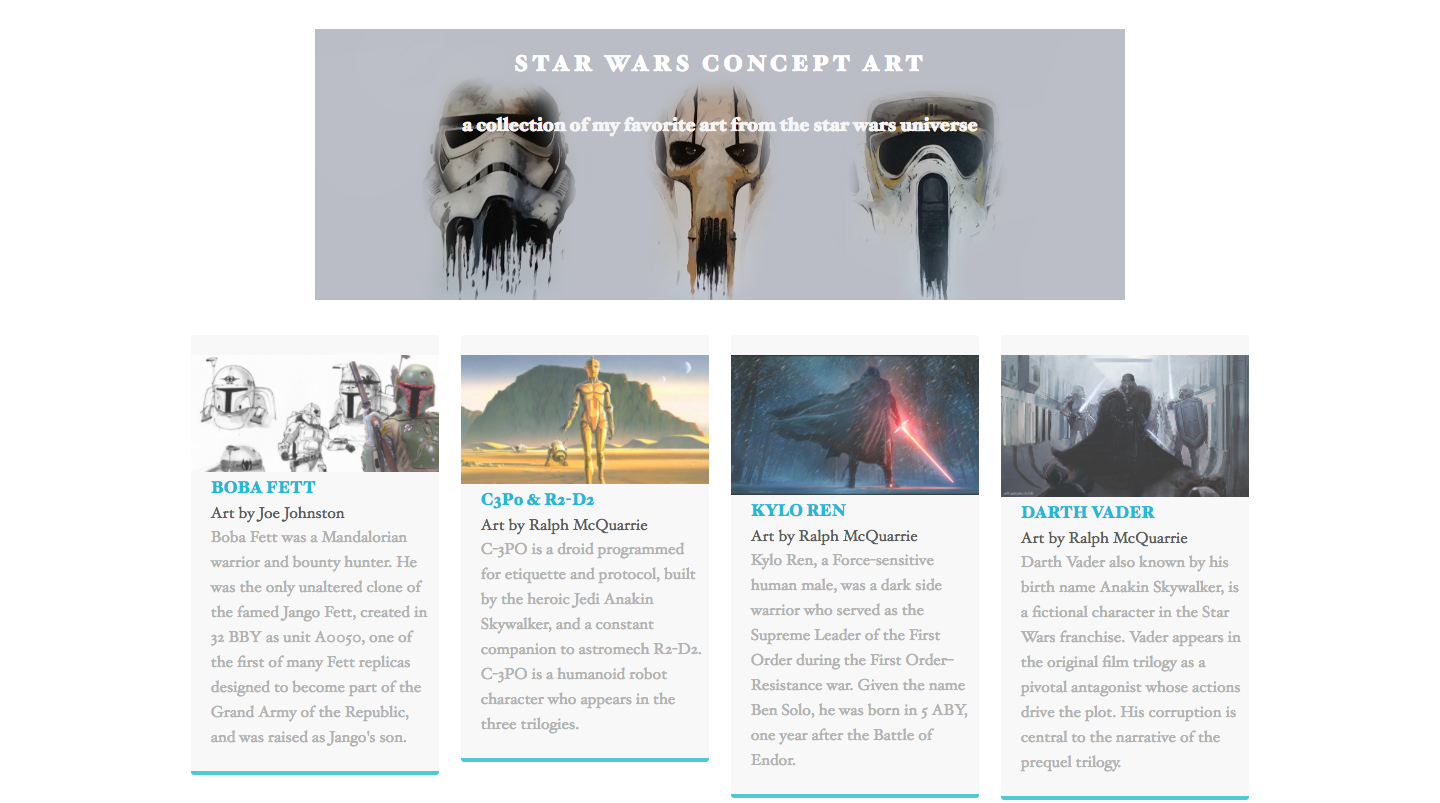 STAR WARS CONCEPT ART
a collection of my favorite art from the star wars universe
BOBA FETT
Art by Joe Johnston
Boba Fett was a Mandalorian
warrior and bounty hunter. He
was the only unaltered clone of
the famed Jango Fett, created in
32 BBY as unit A0050, one of
the first of many Fett replicas
designed to become part of the
Grand Army of the Republic,
and was raised as Jango's son.
C3P0 & R2-D2
Art by Ralph McQuarrie
C-3PO is a droid programmed
for etiquette and protocol, built
by the heroic Jedi Anakin
Skywalker, and a constant
companion to astromech R2-D2.
C-3PO is a humanoid robot
character who appears in the
three trilogies.
KYLO REN
Art by Ralph McQuarrie
Kylo Ren, a Force-sensitive
human male, was a dark side
warrior who served as the
Supreme Leader of the First
Order during the First Order–
Resistance war. Given the name
Ben Solo, he was born in 5 ABY,
one year after the Battle of
Endor.
DARTH VADER
Art by Ralph McQuarrie
Darth Vader also known by his
birth name Anakin Skywalker, is
a fictional character in the Star
Wars franchise. Vader appears in
the original film trilogy as a
pivotal antagonist whose actions
drive the plot. His corruption is
central to the narrative of the
prequel trilogy.